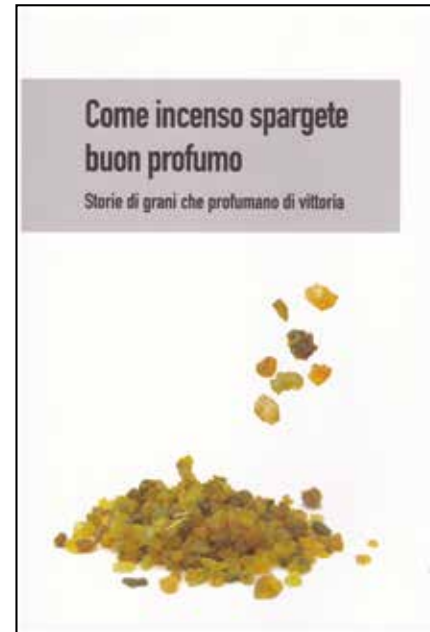 Come incenso spargete
buon profumo
Storie di grani che profumano di vittoria